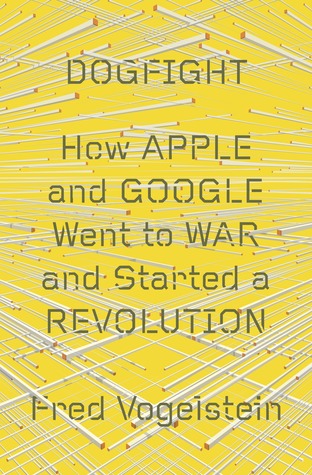 DOGFIGHT
How APPLE
and GOOGLE
Went to WAR
and Started a
REVOLUTION
Fred Vogelstein